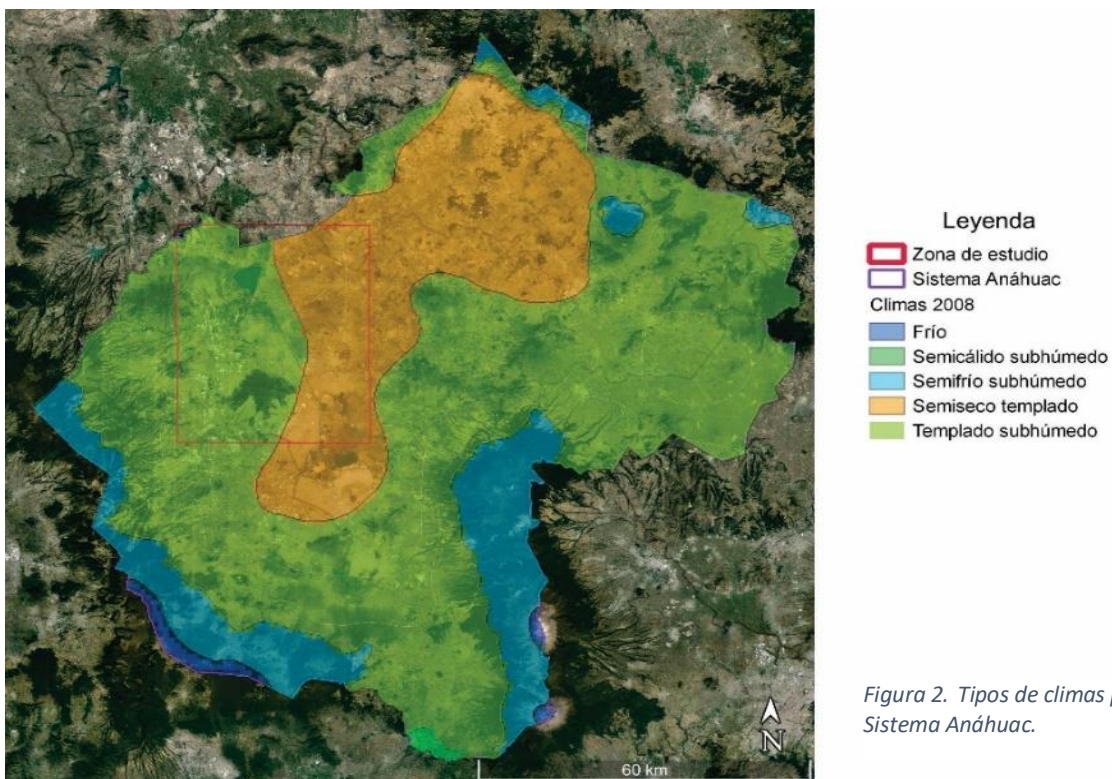 Leyenda
Zona de estudio
Sistema Anáhuac
Climas 2008
Frío
Semicálido subhúmedo
Semifrío subhúmedo
Semiseco templado
Templado subhúmedo
Figura 2. Tipos de climas
Sistema Anáhuac.
N
60 km